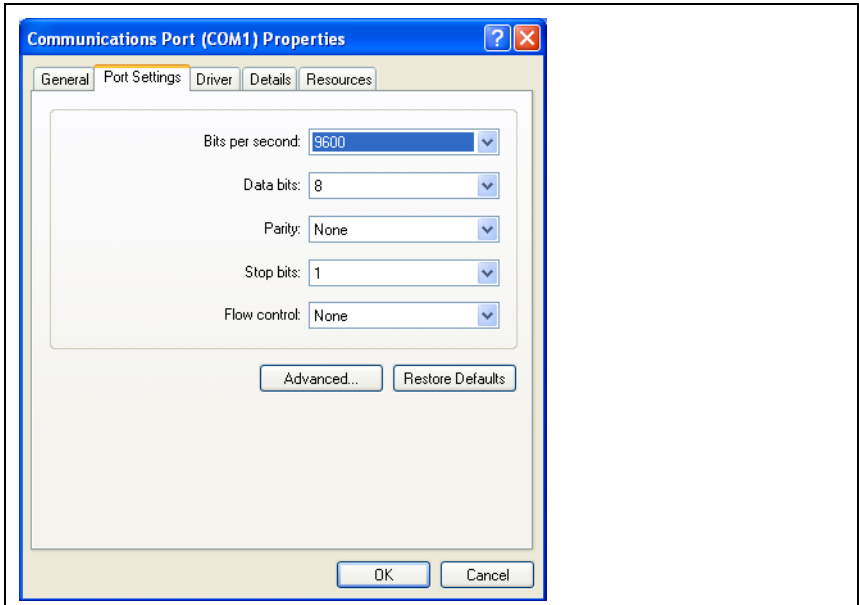 Communications Port (COM1) Properties
?
General Port Settings Driver Details Resources
Bits per second: 9600
Data bits: 8
Parity: None
Stop bits: 1
Flow control: None
Advanced... Restore Defaults
OK Cancel